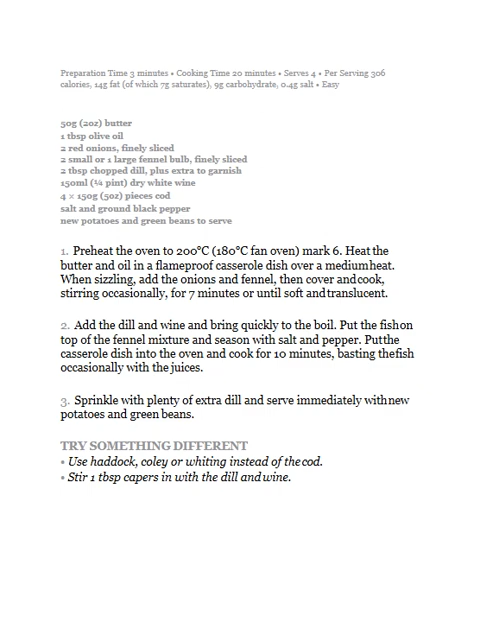 Preparation Time 3 minutes • Cooking Time 20 minutes • Serves 4 • Per Serving 306
calories, 14g fat (of which 7g saturates), 9g carbohydrate, 0.4g salt • Easy
50g (2oz) butter
1 tbsp olive oil
2 red onions, finely sliced
2 small or 1 large fennel bulb, finely sliced
2 tbsp chopped dill, plus extra to garnish
150ml (¼ pint) dry white wine
4 × 150g (5oz) pieces cod
salt and ground black pepper
new potatoes and green beans to serve
1. Preheat the oven to 200°C (180°C fan oven) mark 6. Heat the
butter and oil in a flameproof casserole dish over a mediumheat.
When sizzling, add the onions and fennel, then cover andcook,
stirring occasionally, for 7 minutes or until soft andtranslucent.
2. Add the dill and wine and bring quickly to the boil. Put the fishon
top of the fennel mixture and season with salt and pepper. Putthe
casserole dish into the oven and cook for 10 minutes, basting thefish
occasionally with the juices.
3. Sprinkle with plenty of extra dill and serve immediately withnew
potatoes and green beans.
TRY SOMETHING DIFFERENT
• Use haddock, coley or whiting instead of thecod.
• Stir 1 tbsp capers in with the dill andwine.